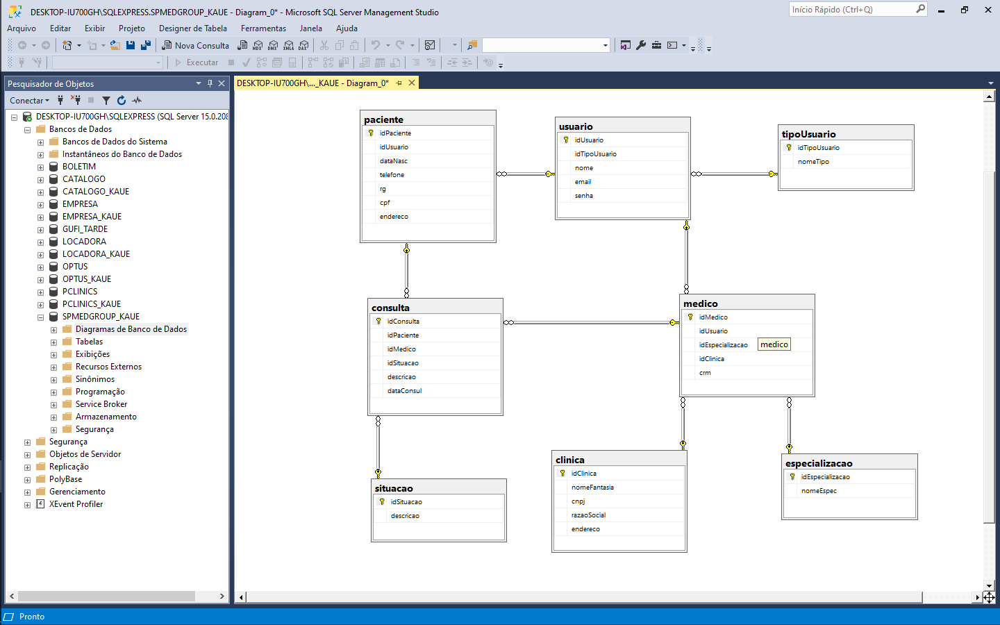 DESKTOP-IU700GH\SQLEXPRESS.SPMEDGROUP_KAUE - Diagram_0* - Microsoft SQL Server Management Studio
Início Rápido (Ctrl+Q)
Arquivo Editar Exibir Projeto Designer de Tabela Ferramentas Janela Ajuda
Nova Consulta
MDX DMX XMLA DAX
Executar
Pesquisador de Objetos
Conectar
DESKTOP-IU700GH\SQLEXPRESS (SQL Server 15.0.208
Bancos de Dados
Bancos de Dados do Sistema
Instantâneos do Banco de Dados
BOLETIM
CATALOGO
CATALOGO_KAUE
EMPRESA
EMPRESA_KAUE
GUFI_TARDE
LOCADORA
LOCADORA_KAUE
OPTUS
OPTUS_KAUE
PCLINICS
PCLINICS_KAUE
SPMEDGROUP_KAUE
Diagramas de Banco de Dados
Tabelas
Exibições
Recursos Externos
Sinônimos
Programação
Service Broker
Armazenamento
Segurança
Segurança
Objetos de Servidor
Replicação
PolyBase
Gerenciamento
XEvent Profiler
DESKTOP-IU700GH\..._KAUE - Diagram_0*
paciente
idPaciente
idUsuario
dataNasc
telefone
rg
cpf
endereco
usuario
idUsuario
idTipoUsuario
nome
email
senha
tipoUsuario
idTipoUsuario
nomeTipo
consulta
idConsulta
idPaciente
idMedico
idSituacao
descricao
dataConsul
medico
idMedico
idUsuario
idEspecializacao
idClinica
crm
medico
situacao
idSituacao
descricao
clinica
idClinica
nomeFantasia
cnpj
razaoSocial
endereco
especializacao
idEspecializacao
nomeEspec
Pronto